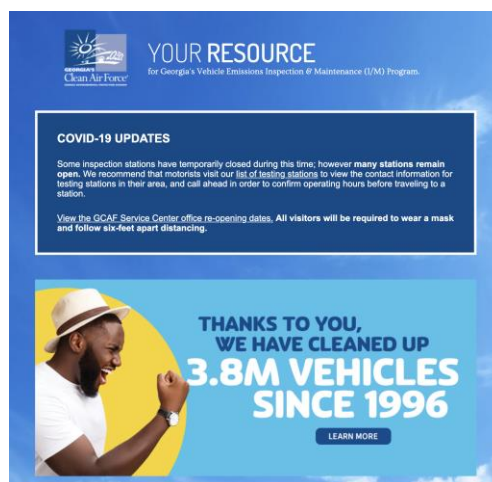 YOUR RESOURCE
for Georgia's Vehicle Emissions Inspection & Maintenance (I/M) Program.
GEORGIA'S
Clean Air Force
COVID-19 UPDATES
Some inspection stations have temporarily closed during this time; however many stations remain
open. We recommend that motorists visit our list of testing stations to view the contact information for
testing stations in their area, and call ahead in order to confirm operating hours before traveling to a
station.
View the GCAF Service Center office re-opening dates. All visitors will be required to wear a mask
and follow six-feet apart distancing.
THANKS TO YOU,
WE HAVE CLEANED UP
3.8M VEHICLES
SINCE 1996
LEARN MORE